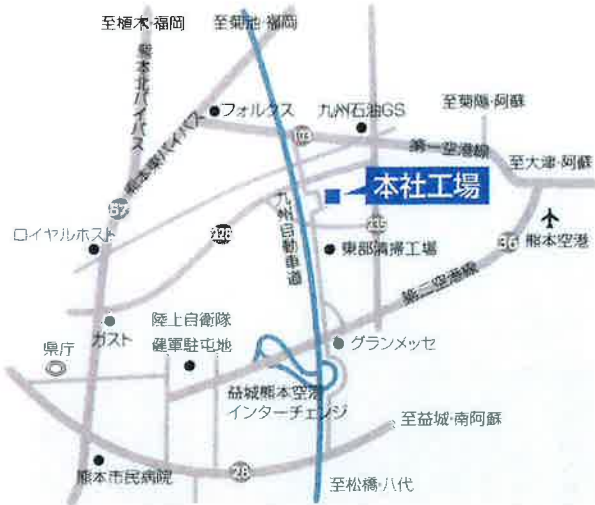 至植木・福岡
至菊池・福岡
熊本北バイパス
熊本東バイパス
フォルクス
九州石油GS
至菊陽・阿蘇
103
第一空港線
至大津・阿蘇
本社工場
57
ロイヤルホスト
228
九州自動車道
235
東部清掃工場
36
熊本空港
第二空港線
ガスト
陸上自衛隊
健軍駐屯地
グランメッセ
県庁
益城熊本空港
インターチェンジ
至益城・南阿蘇
熊本市民病院
28
至松橋・八代